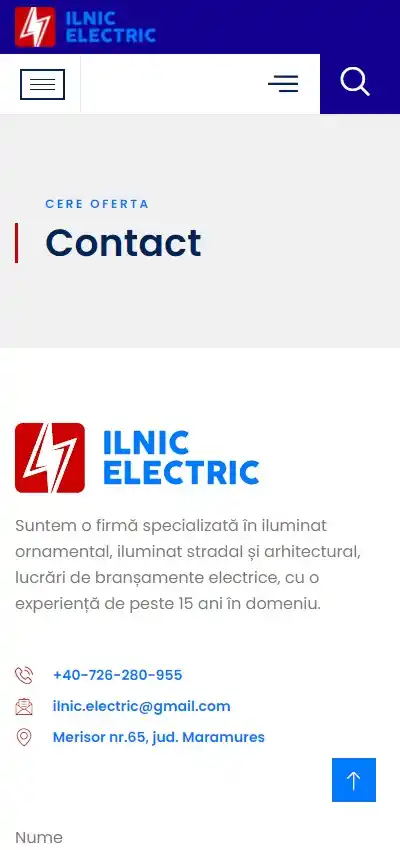 ILNIC
ELECTRIC
CERE OFERTA
Contact
ILNIC
ELECTRIC
Suntem o firmă specializată în iluminat
ornamental, iluminat stradal și arhitectural,
lucrări de branșamente electrice, cu o
experiență de peste 15 ani în domeniu.
+40-726-280-955
ilnic.electric@gmail.com
Merisor nr.65, jud. Maramures
Nume